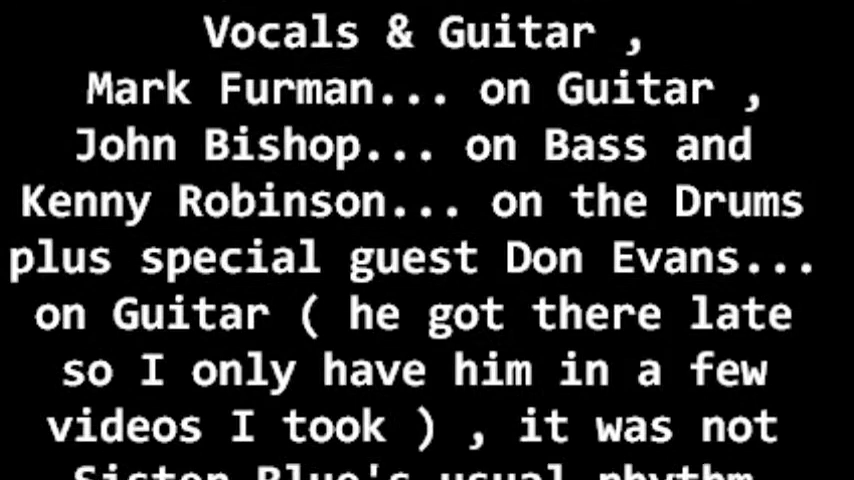 Vocals & Guitar ,
Mark Furman... on Guitar ,
John Bishop... on Bass and
Kenny Robinson... on the Drums
plus special guest Don Evans...
on Guitar ( he got there late
so I only have him in a few
videos I took ) , it was not
Sister Blue's usual rhythm